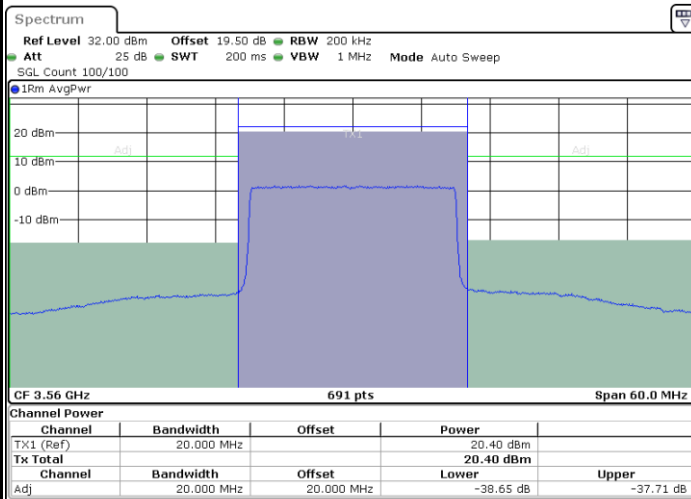 Spectrum
Ref Level 32.00 dBm Offset 19.50 dB RBW 200 kHz
Att 25 dB SWT 200 ms VBW 1 MHz Mode Auto Sweep
SGL Count 100/100
1Rm AvgPwr
20 dBm
TX1
Adj
Adj
10 dBm
0 dBm
-10 dBm
CF 3.56 GHz 691 pts Span 60.0 MHz
Channel Power
Channel Bandwidth Offset Power
TX1 (Ref) 20.000 MHz 20.40 dBm
Tx Total 20.40 dBm
Channel Bandwidth Offset Lower Upper
Adj 20.000 MHz 20.000 MHz -38.65 dB -37.71 dB